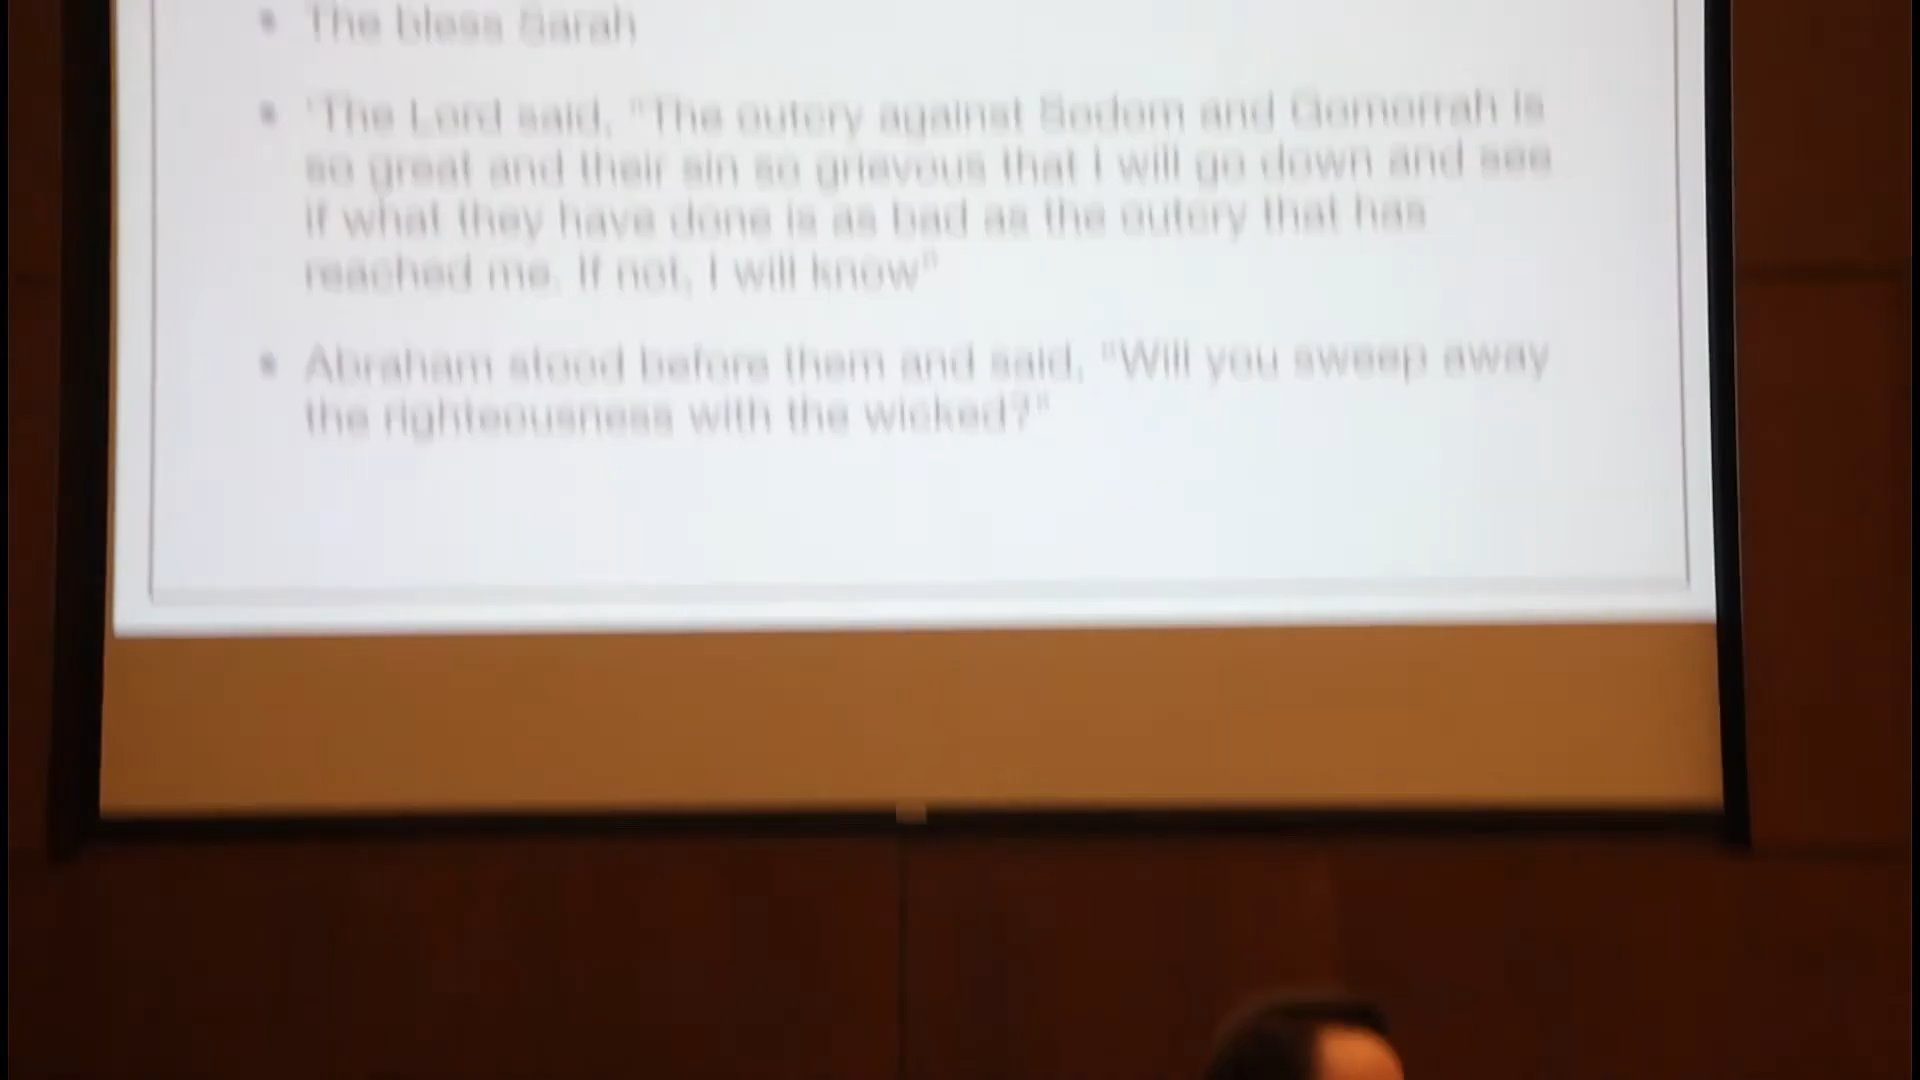 • The bless Sarah
• 'The Lord said, "The outcry against Sodom and Gomorrah is
so great and their sin so grievous that I will go down and see
if what they have done is as bad as the outcry that has
reached me. If not, I will know"
• Abraham stood before them and said, "Will you sweep away
the righteousness with the wicked?"